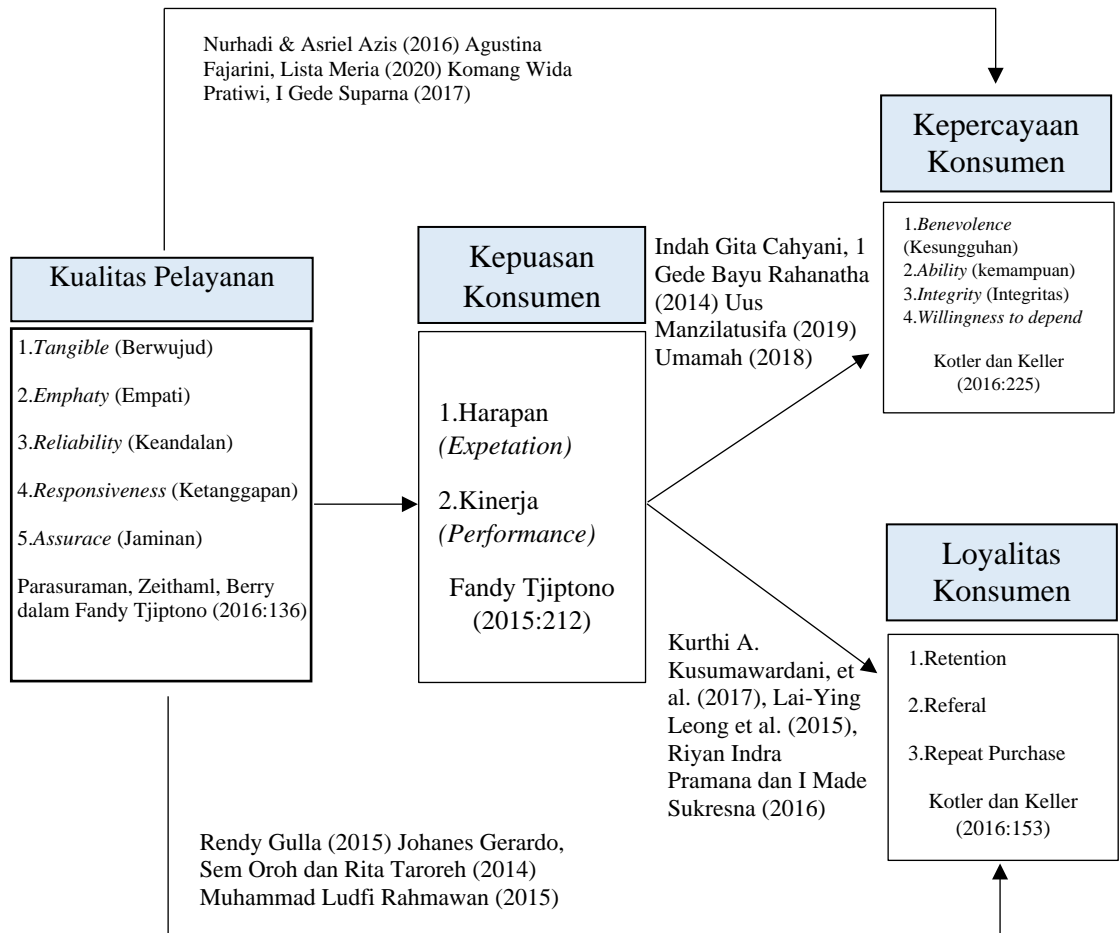 Nurhadi & Asriel Azis (2016) Agustina
Fajarini, Lista Meria (2020) Komang Wida
Pratiwi, I Gede Suparna (2017)
Kualitas Pelayanan
1.Tangible (Berwujud)
2.Emphaty (Empati)
3.Reliability (Keandalan)
4.Responsiveness (Ketanggapan)
5.Assurace (Jaminan)
Parasuraman, Zeithaml, Berry
dalam Fandy Tjiptono (2016:136)
Kepuasan
Konsumen
1.Harapan
(Expetation)
2.Kinerja
(Performance)
Fandy Tjiptono
(2015:212)
Indah Gita Cahyani, 1
Gede Bayu Rahanatha
(2014) Uus
Manzilatusifa (2019)
Umamah (2018)
Kepercayaan
Konsumen
1.Benevolence
(Kesungguhan)
2.Ability (kemampuan)
3.Integrity (Integritas)
4.Willingness to depend
Kotler dan Keller
(2016:225)
Kurthi A.
Kusumawardani, et
al. (2017), Lai-Ying
Leong et al. (2015),
Riyan Indra
Pramana dan I Made
Sukresna (2016)
Loyalitas
Konsumen
1.Retention
2.Referal
3.Repeat Purchase
Kotler dan Keller
(2016:153)
Rendy Gulla (2015) Johanes Gerardo,
Sem Oroh dan Rita Taroreh (2014)
Muhammad Ludfi Rahmawan (2015)